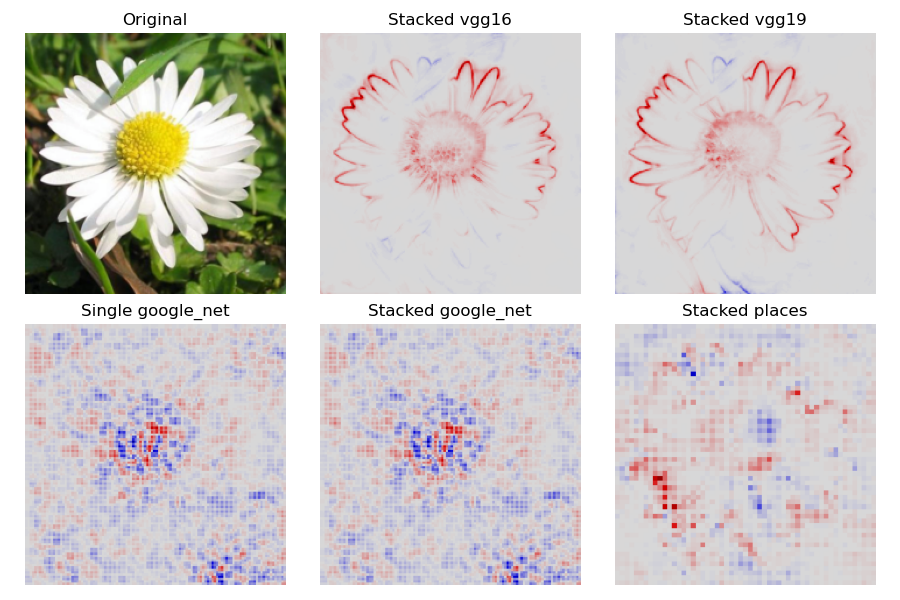 Original
Stacked vgg16
Stacked vgg19
Single google_net
Stacked google_net
Stacked places